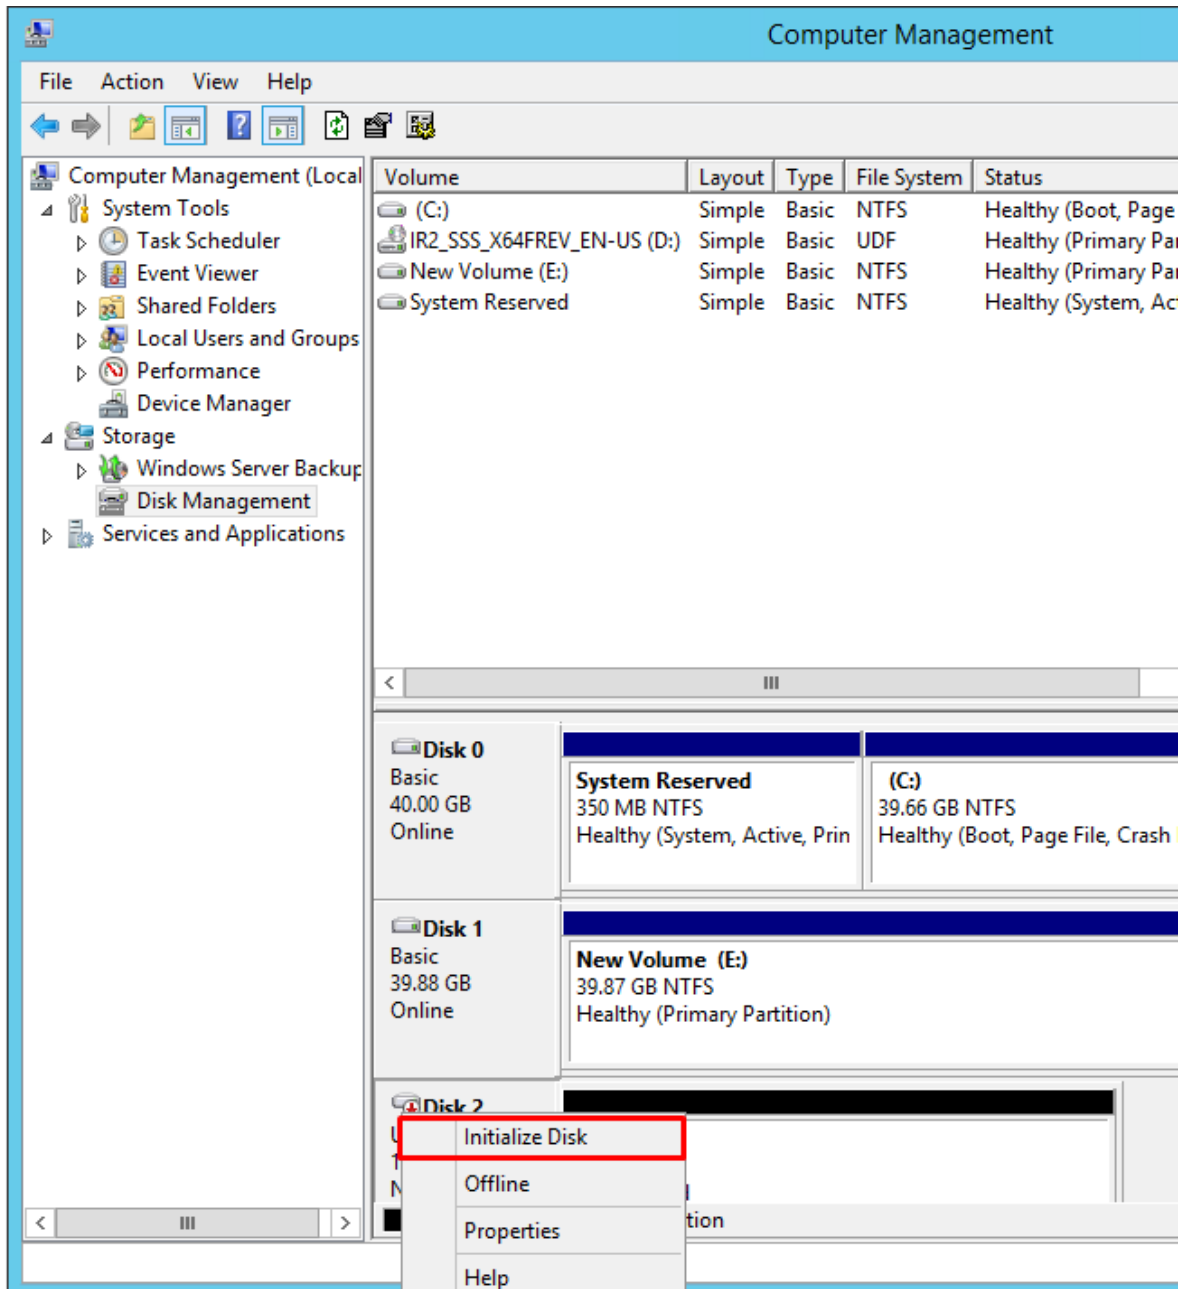 Computer Management
File Action View Help
Computer Management (Local
System Tools
Task Scheduler
Event Viewer
Shared Folders
Local Users and Groups
Performance
Device Manager
Storage
Windows Server Backup
Disk Management
Services and Applications
Volume Layout Type File System Status
(C:) Simple Basic NTFS Healthy (Boot, Page
IR2_SSS_X64FREV_EN-US (D:) Simple Basic UDF Healthy (Primary Par
New Volume (E:) Simple Basic NTFS Healthy (Primary Par
System Reserved Simple Basic NTFS Healthy (System, Act
Disk 0
Basic
40.00 GB
Online
System Reserved
350 MB NTFS
Healthy (System, Active, Prin
(C:)
39.66 GB NTFS
Healthy (Boot, Page File, Crash
Disk 1
Basic
39.88 GB
Online
New Volume (E:)
39.87 GB NTFS
Healthy (Primary Partition)
Disk 2
Initialize Disk
Offline
Properties
Help
tion